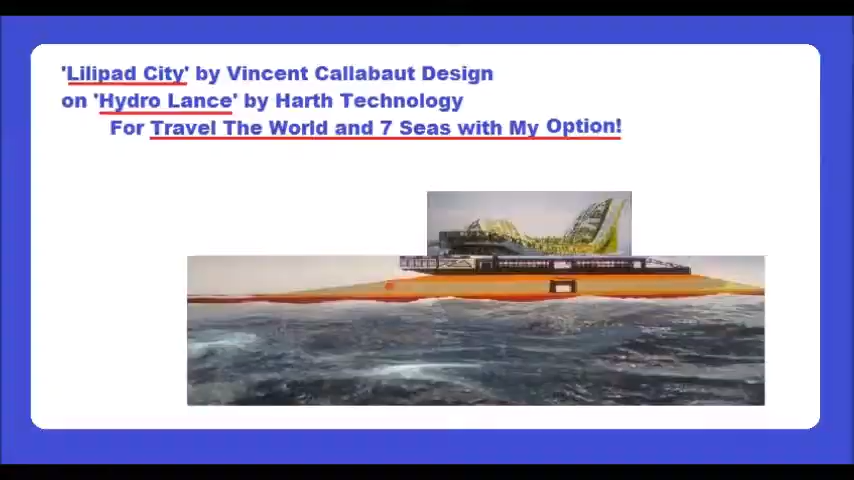 'Lilipad City' by Vincent Callabaut Design
on 'Hydro Lance' by Harth Technology
For Travel The World and 7 Seas with My Option!